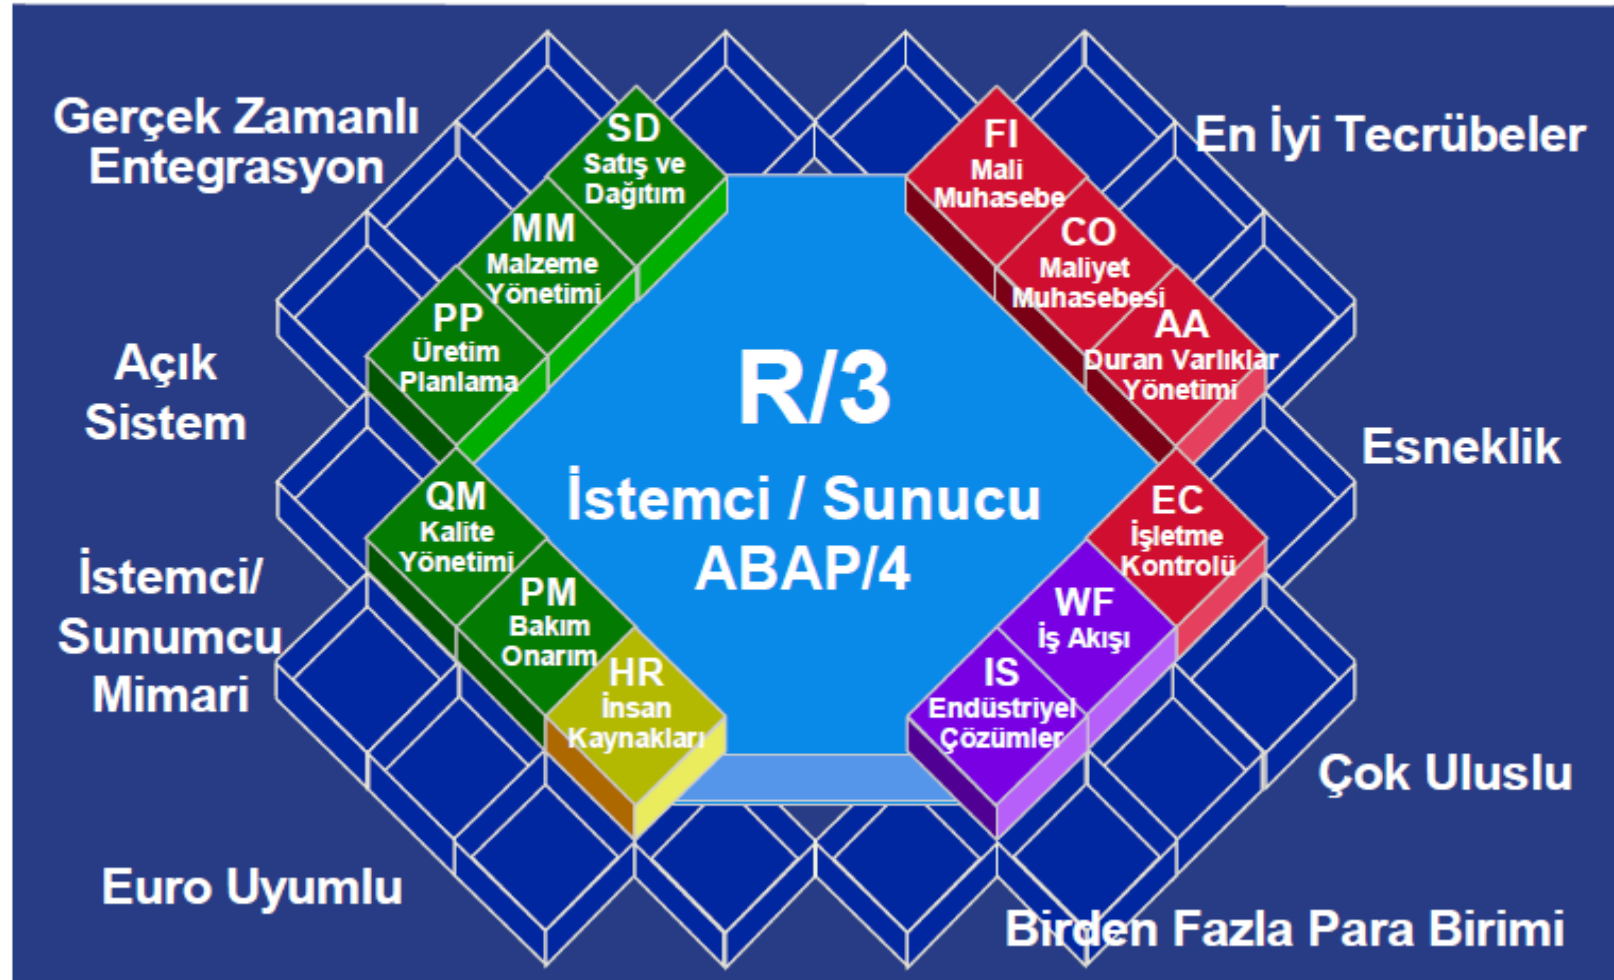 Gerçek Zamanlı
Entegrasyon
En İyi Tecrübeler
SD
Satış ve
Dağıtım
FI
Mali
Muhasebe
MM
Malzeme
Yönetimi
CO
Maliyet
Muhasebesi
PP
Üretim
Planlama
AA
Duran Varlıklar
Yönetimi
Açık
Sistem
R/3
İstemci / Sunucu
ABAP/4
Esneklik
QM
Kalite
Yönetimi
EC
İşletme
Kontrolü
İstemci/
Sunumcu
Mimari
PM
Bakım
Onarım
WF
İş Akışı
HR
İnsan
Kaynakları
IS
Endüstriyel
Çözümler
Çok Uluslu
Euro Uyumlu
Birden Fazla Para Birimi